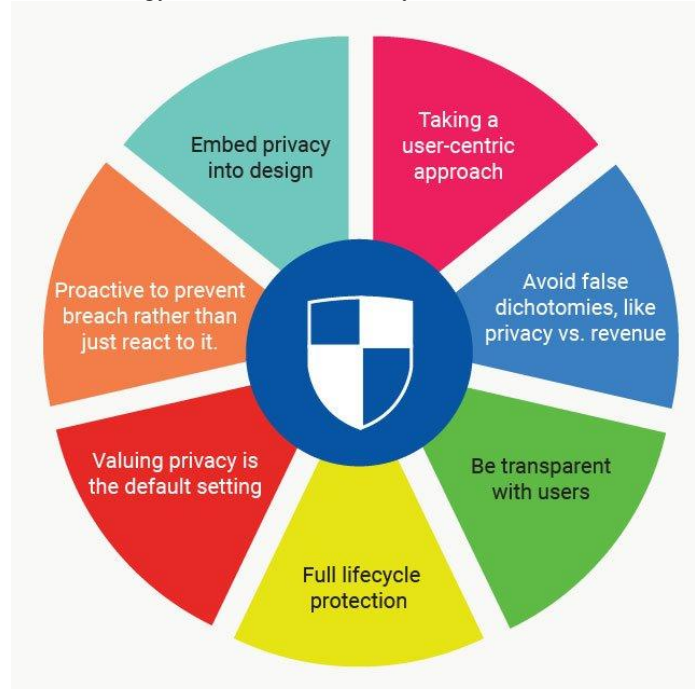 Embed privacy
into design
Taking a
user-centric
approach
Avoid false
dichotomies, like
privacy vs. revenue
Be transparent
with users
Full lifecycle
protection
Valuing privacy is
the default setting
Proactive to prevent
breach rather than
just react to it.